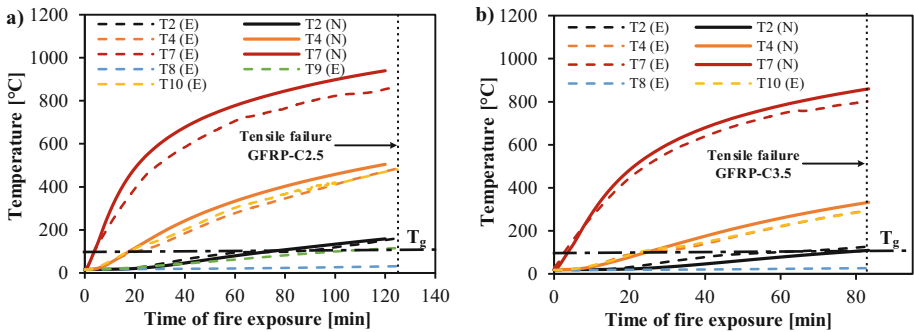 a)
1200
1000
800
600
400
200
0
Temperature [°C]
T2 (E)
T2 (N)
T4 (E)
T4 (N)
T7 (E)
T7 (N)
T8 (E)
T9 (E)
T10 (E)
Tensile failure
GFRP-C2.5
Tg
0 20 40 60 80 100 120 140
Time of fire exposure [min]
b)
1200
1000
800
600
400
200
0
Temperature [°C]
T2 (E)
T2 (N)
T4 (E)
T4 (N)
T7 (E)
T7 (N)
T8 (E)
T10 (E)
Tensile failure
GFRP-C3.5
Tg
0 20 40 60 80
Time of fire exposure [min]